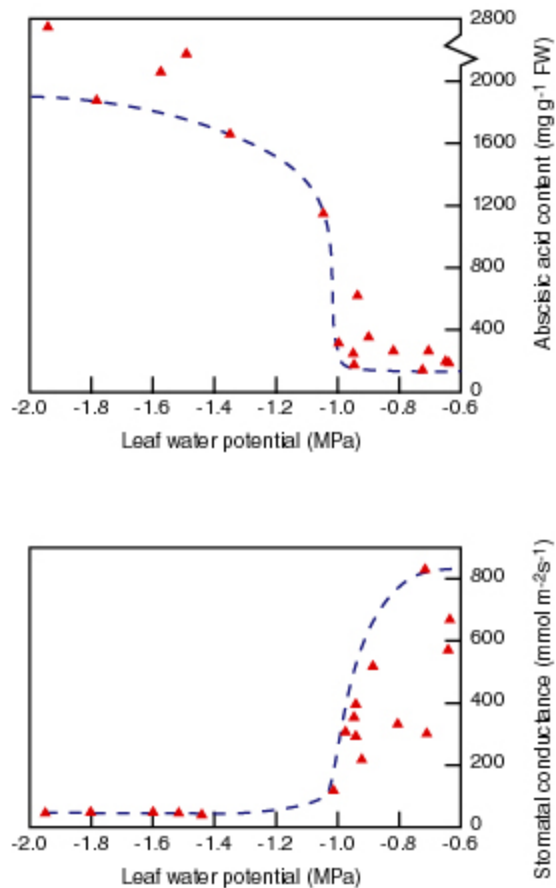 2800
2000
1600
1200
800
400
0
Abscisic acid content (mg g-1 FW)
-2.0 -1.8 -1.6 -1.4 -1.2 -1.0 -0.8 -0.6
Leaf water potential (MPa)
800
600
400
200
0
Stomatal conductance (mmol m-2s-1)
-2.0 -1.8 -1.6 -1.4 -1.2 -1.0 -0.8 -0.6
Leaf water potential (MPa)